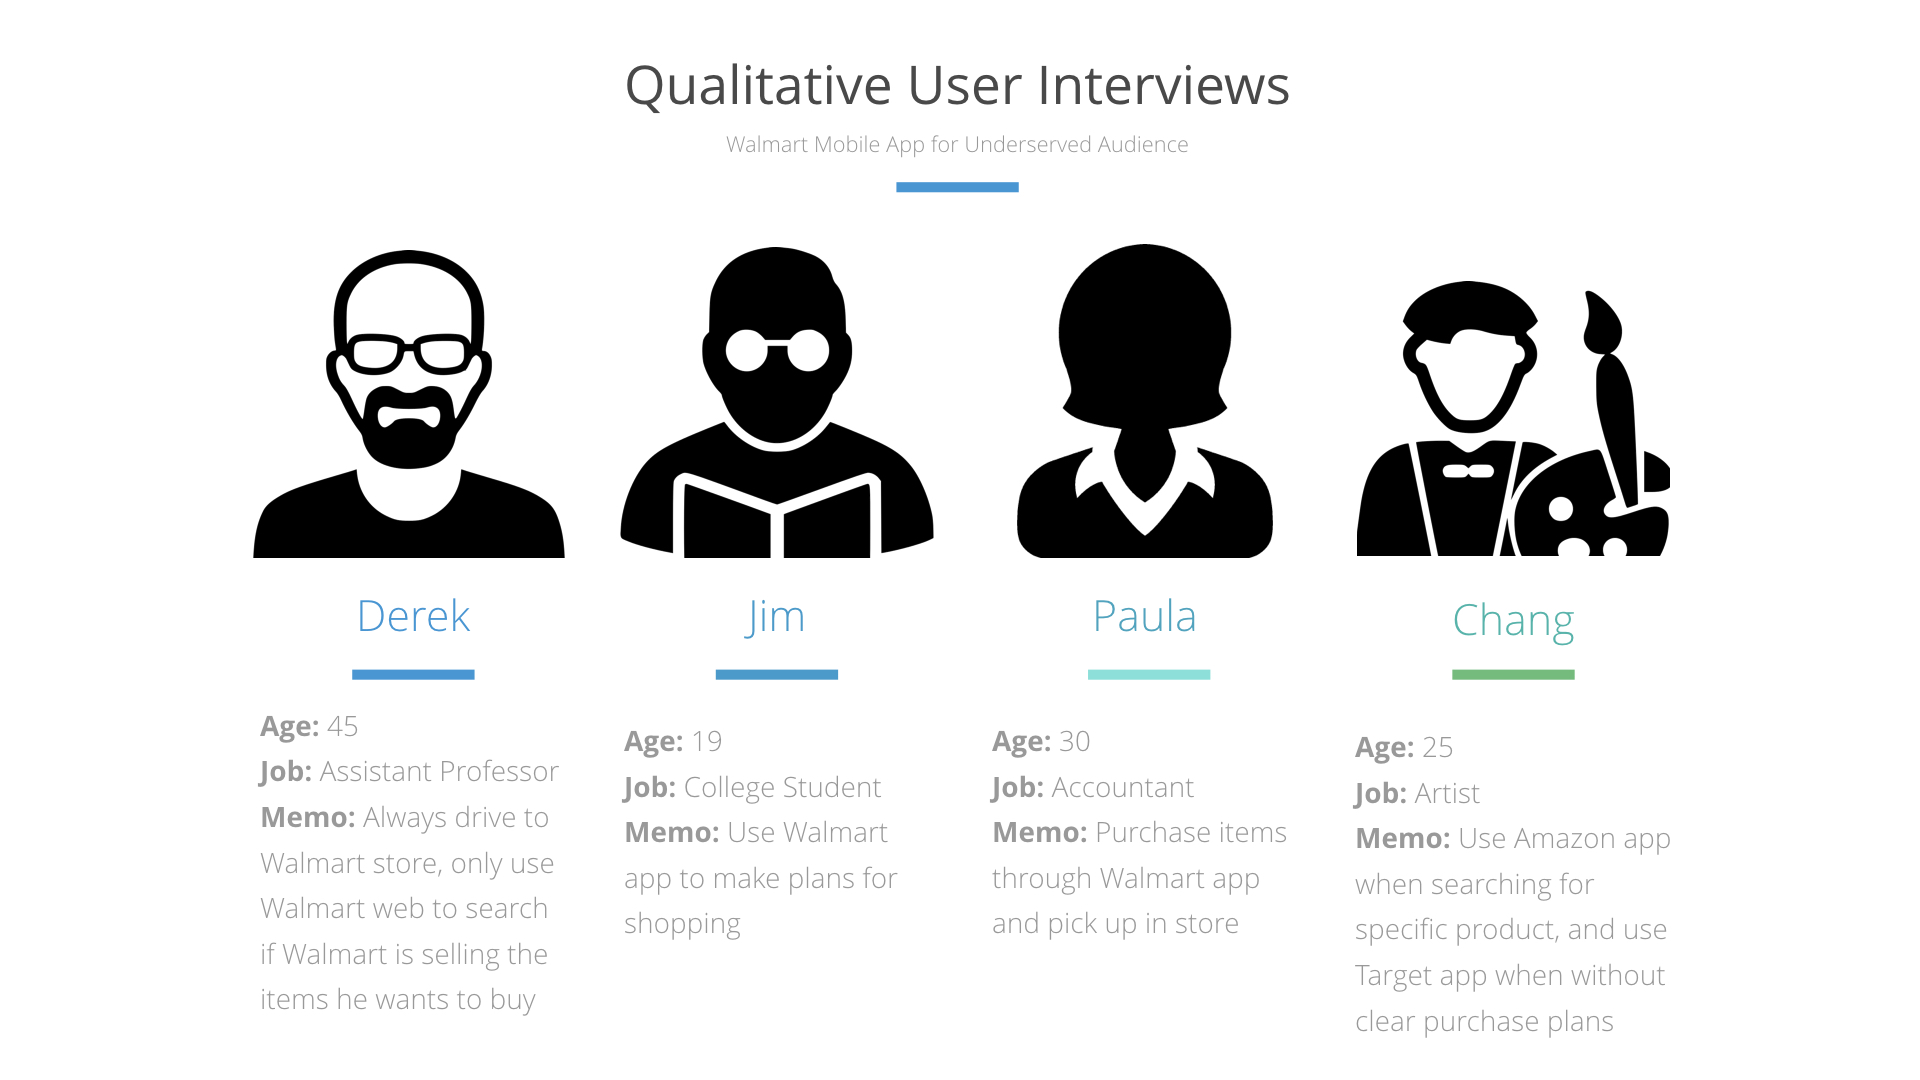 Qualitative User Interviews
Walmart Mobile App for Underserved Audience
Derek
Age: 45
Job: Assistant Professor
Memo: Always drive to
Walmart store, only use
Walmart web to search
if Walmart is selling the
items he wants to buy
Jim
Age: 19
Job: College Student
Memo: Use Walmart
app to make plans for
shopping
Paula
Age: 30
Job: Accountant
Memo: Purchase items
through Walmart app
and pick up in store
Chang
Age: 25
Job: Artist
Memo: Use Amazon app
when searching for
specific product, and use
Target app when without
clear purchase plans